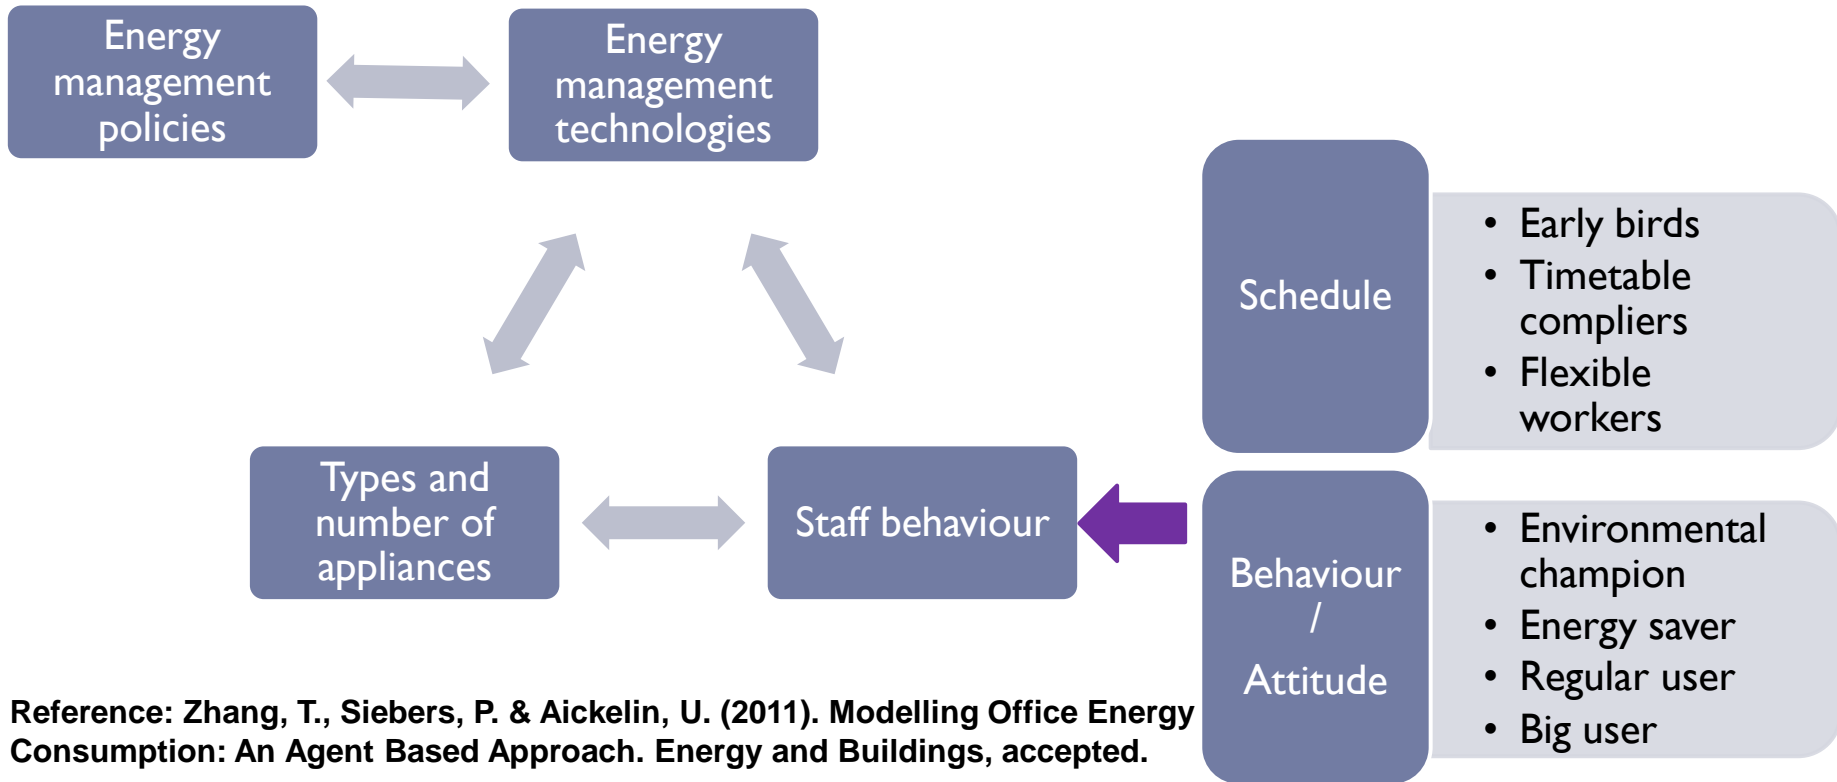 Energy
management
policies
Energy
management
technologies
Types and
number of
appliances
Staff behaviour
Schedule
• Early birds
• Timetable
compliers
• Flexible
workers
Behaviour
/
Attitude
• Environmental
champion
• Energy saver
• Regular user
• Big user
Reference: Zhang, T., Siebers, P. & Aickelin, U. (2011). Modelling Office Energy
Consumption: An Agent Based Approach. Energy and Buildings, accepted.